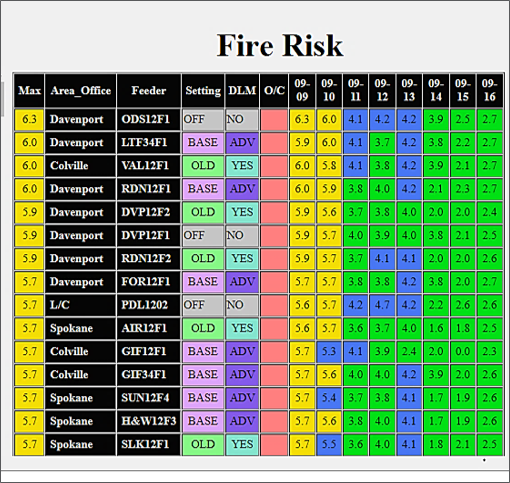 Fire Risk
Max Area_Office Feeder Setting DLM O/C 09-09 09-10 09-11 09-12 09-13 09-14 09-15 09-16
6.3 Davenport ODS12F1 OFF NO 6.3 6.0 4.1 4.2 4.2 3.9 2.5 2.7
6.0 Davenport LTF34F1 BASE ADV 5.9 6.0 4.1 3.7 4.2 3.8 2.2 2.7
6.0 Colville VAL12F1 OLD YES 6.0 5.8 4.1 3.8 4.2 3.9 2.1 2.7
6.0 Davenport RDN12F1 BASE ADV 6.0 5.9 3.8 4.0 4.2 2.1 2.3 2.7
5.9 Davenport DVP12F2 OLD YES 5.9 5.6 3.7 3.8 4.0 2.0 2.0 2.4
5.9 Davenport DVP12F1 OFF NO 5.9 5.6 4.0 3.9 4.0 3.8 2.1 2.5
5.9 Davenport RDN12F2 OLD YES 5.9 5.6 3.7 4.1 4.1 2.0 2.0 2.6
5.7 Davenport FOR12F1 BASE ADV 5.7 5.7 3.8 3.8 4.2 3.8 2.0 2.7
5.7 L/C PDL1202 OFF NO 5.6 5.7 4.2 4.7 4.2 2.2 2.6 2.6
5.7 Spokane AIR12F1 OLD YES 5.6 5.7 3.6 3.7 4.0 1.6 1.8 2.5
5.7 Colville GIF12F1 BASE ADV 5.7 5.3 4.1 3.9 2.4 2.0 0.0 2.3
5.7 Colville GIF34F1 BASE ADV 5.7 5.6 4.0 4.0 4.2 3.9 2.0 2.6
5.7 Spokane SUN12F4 BASE ADV 5.7 5.4 3.7 3.8 4.1 1.7 1.9 2.6
5.7 Spokane H&W12F3 BASE ADV 5.7 5.6 3.8 4.0 4.1 1.7 1.9 2.6
5.7 Spokane SLK12F1 OLD YES 5.7 5.5 3.6 4.0 4.1 1.8 2.1 2.5